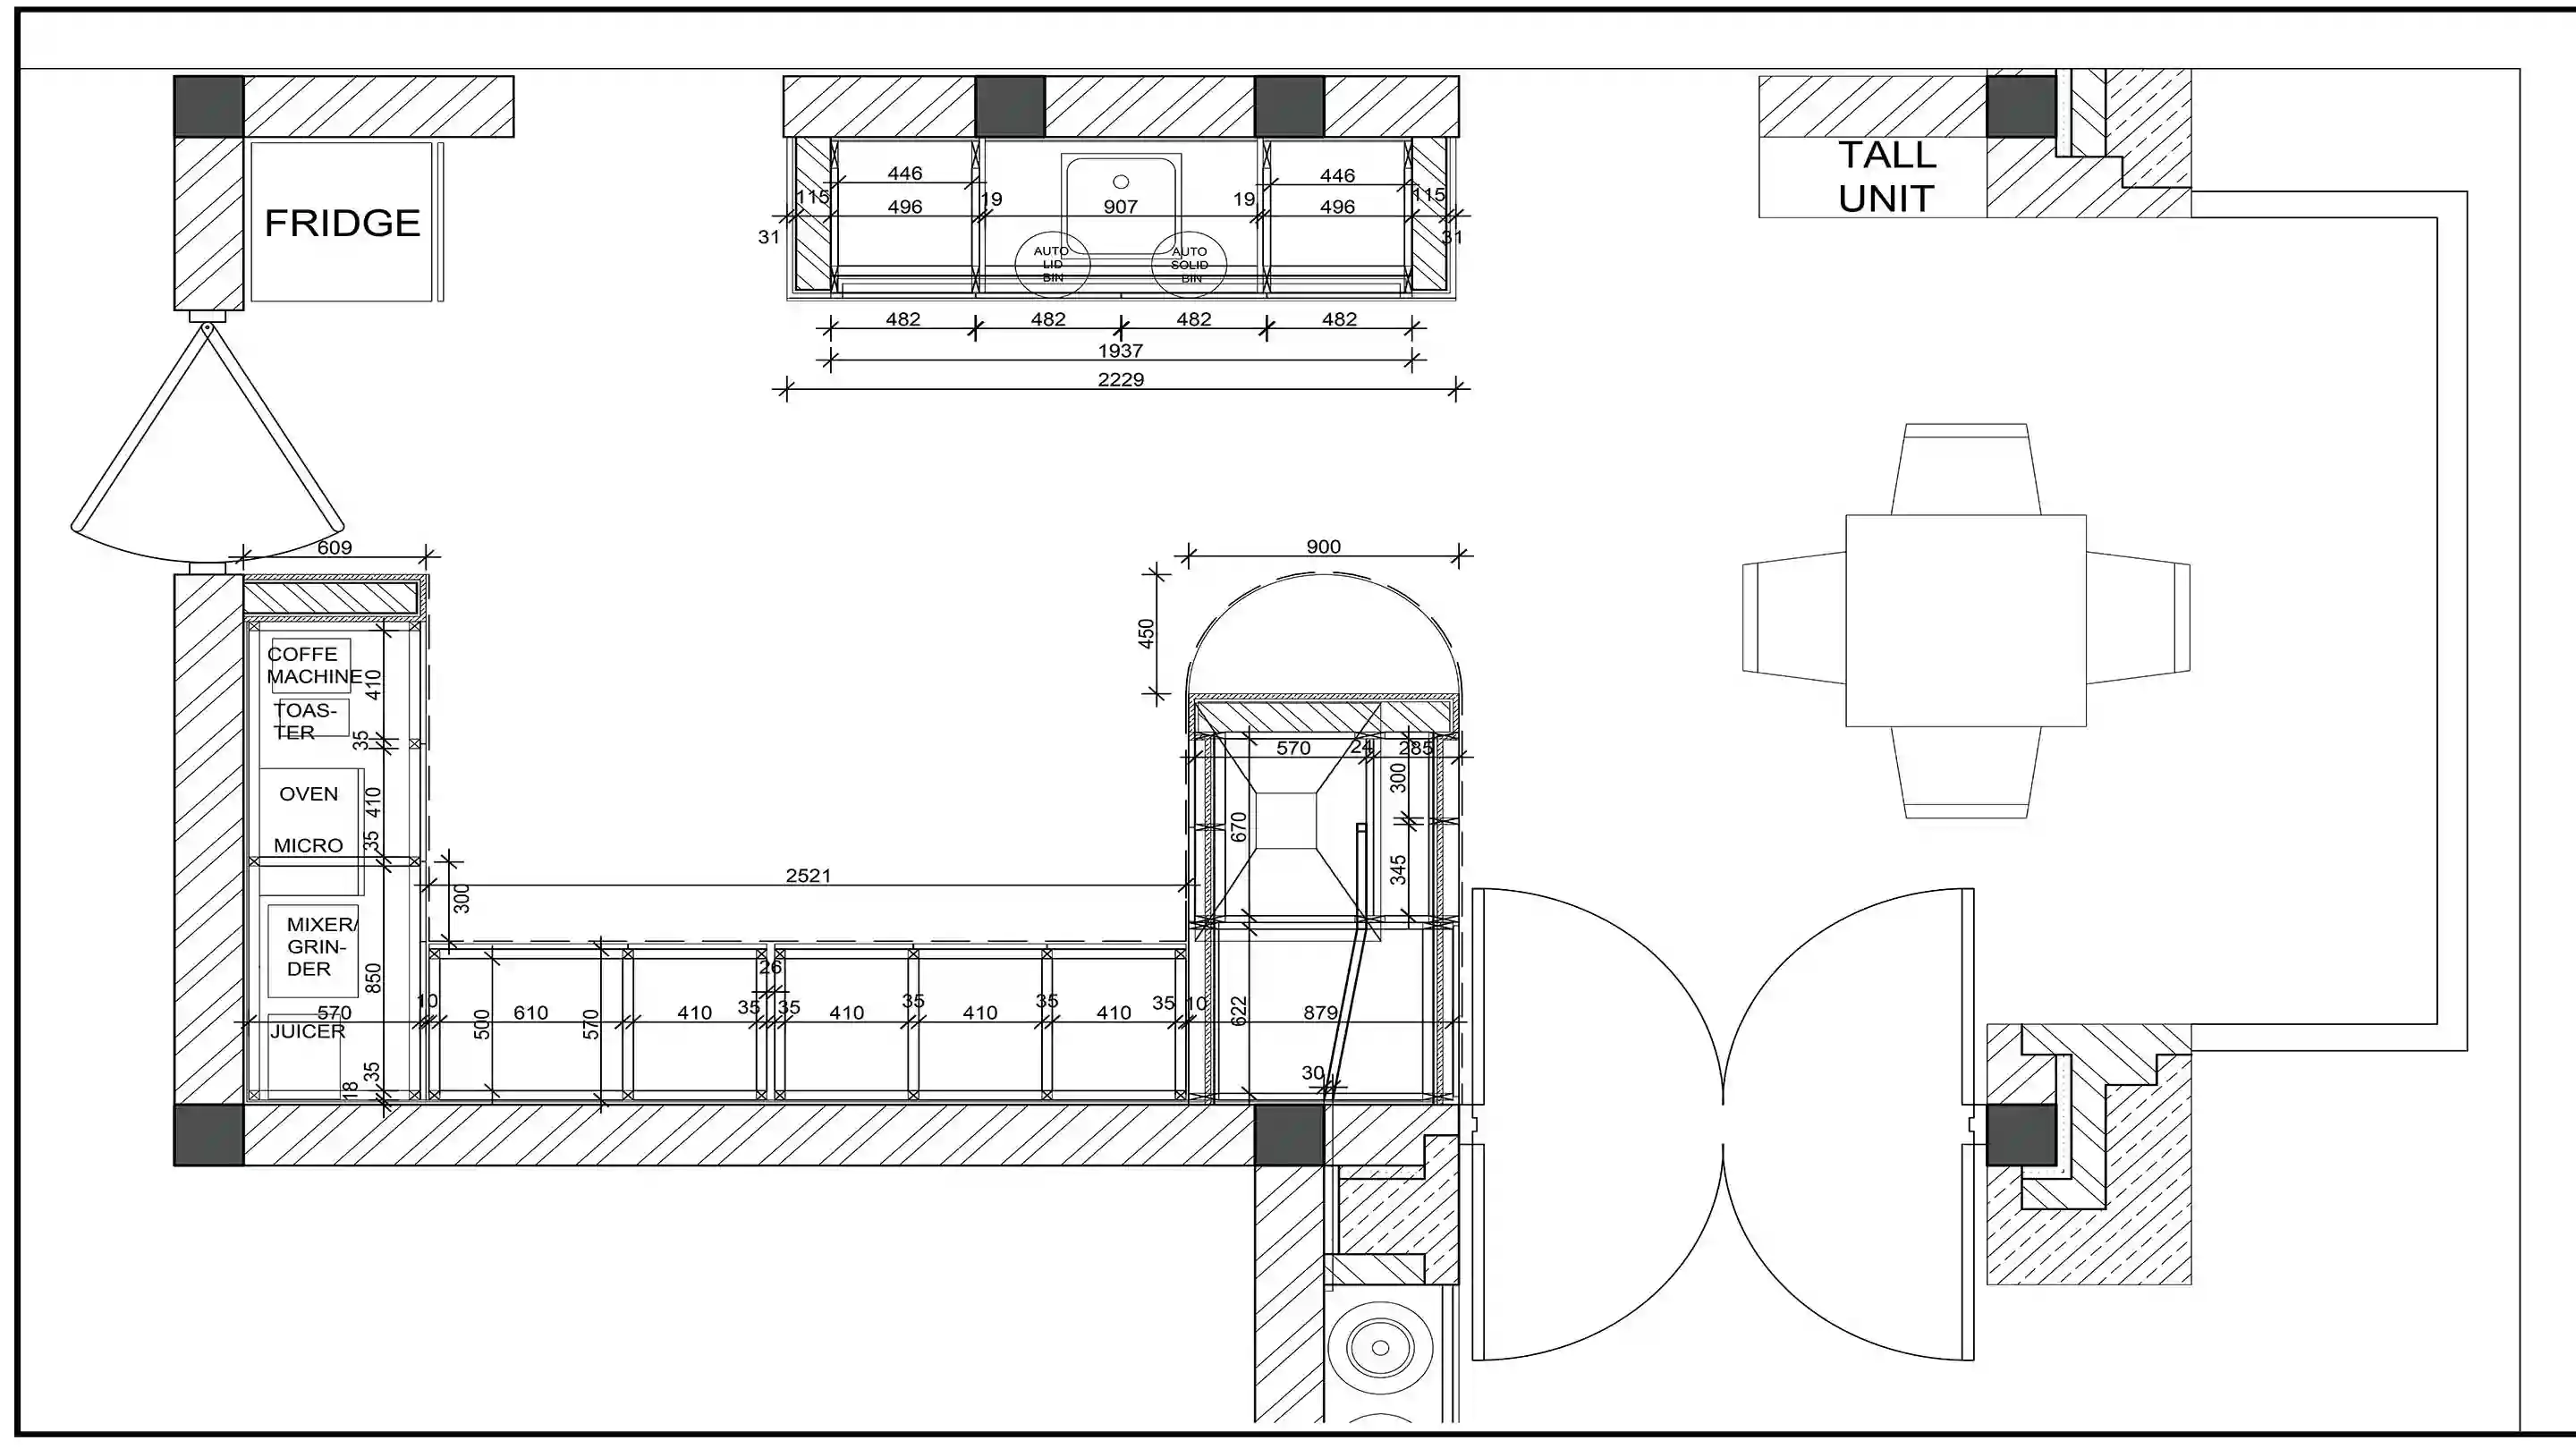 TALL
UNIT
FRIDGE
446
446
115
115
496
19
907
19
496
31
31
AUTO
LID
BIN
AUTO
SOLID
BIN
482
482
482
482
1937
2229
609
900
450
COFFE
MACHINE
410
TOAS-
TER
35
OVEN
410
MICRO
35
MIXER/
GRIN-
DER
850
570
JUICER
35
18
10
300
2521
500
610
570
410
35
26
35
410
35
410
35
410
35
10
570
24
285
300
670
345
622
879
30